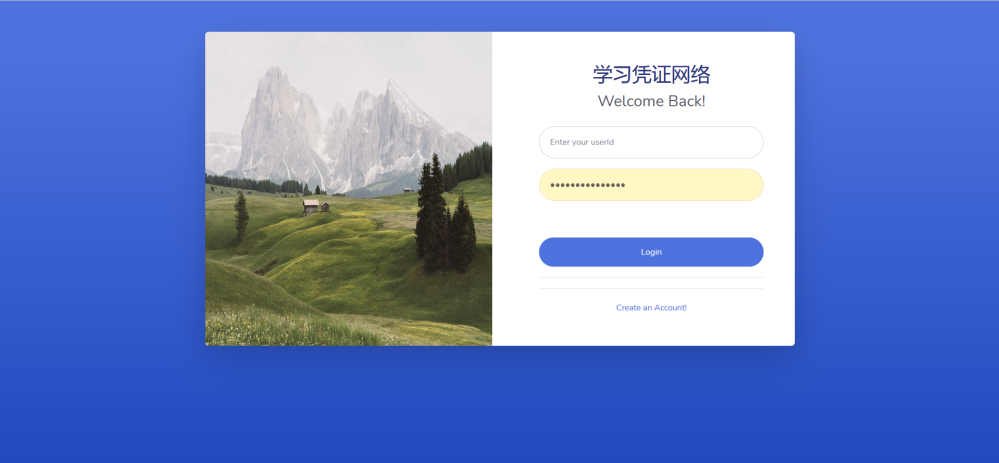 学习凭证网络
Welcome Back!
Enter your userId
•••••••••••••••
Login
Create an Account!